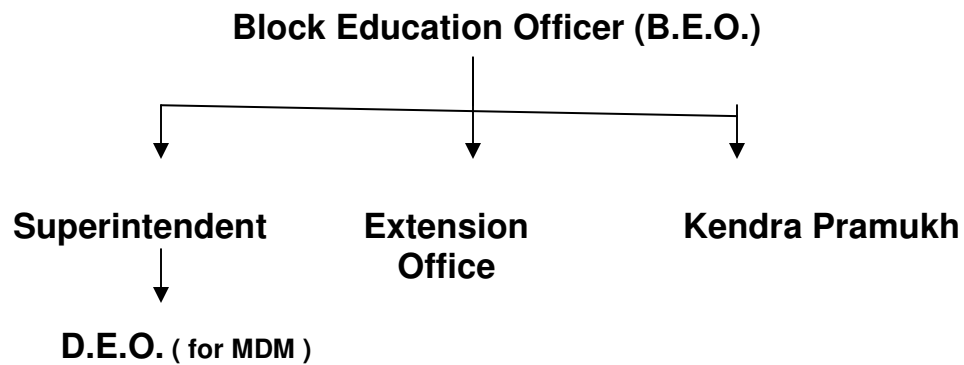 Block Education Officer (B.E.O.)
Superintendent
Extension
Office
Kendra Pramukh
D.E.O. ( for MDM )